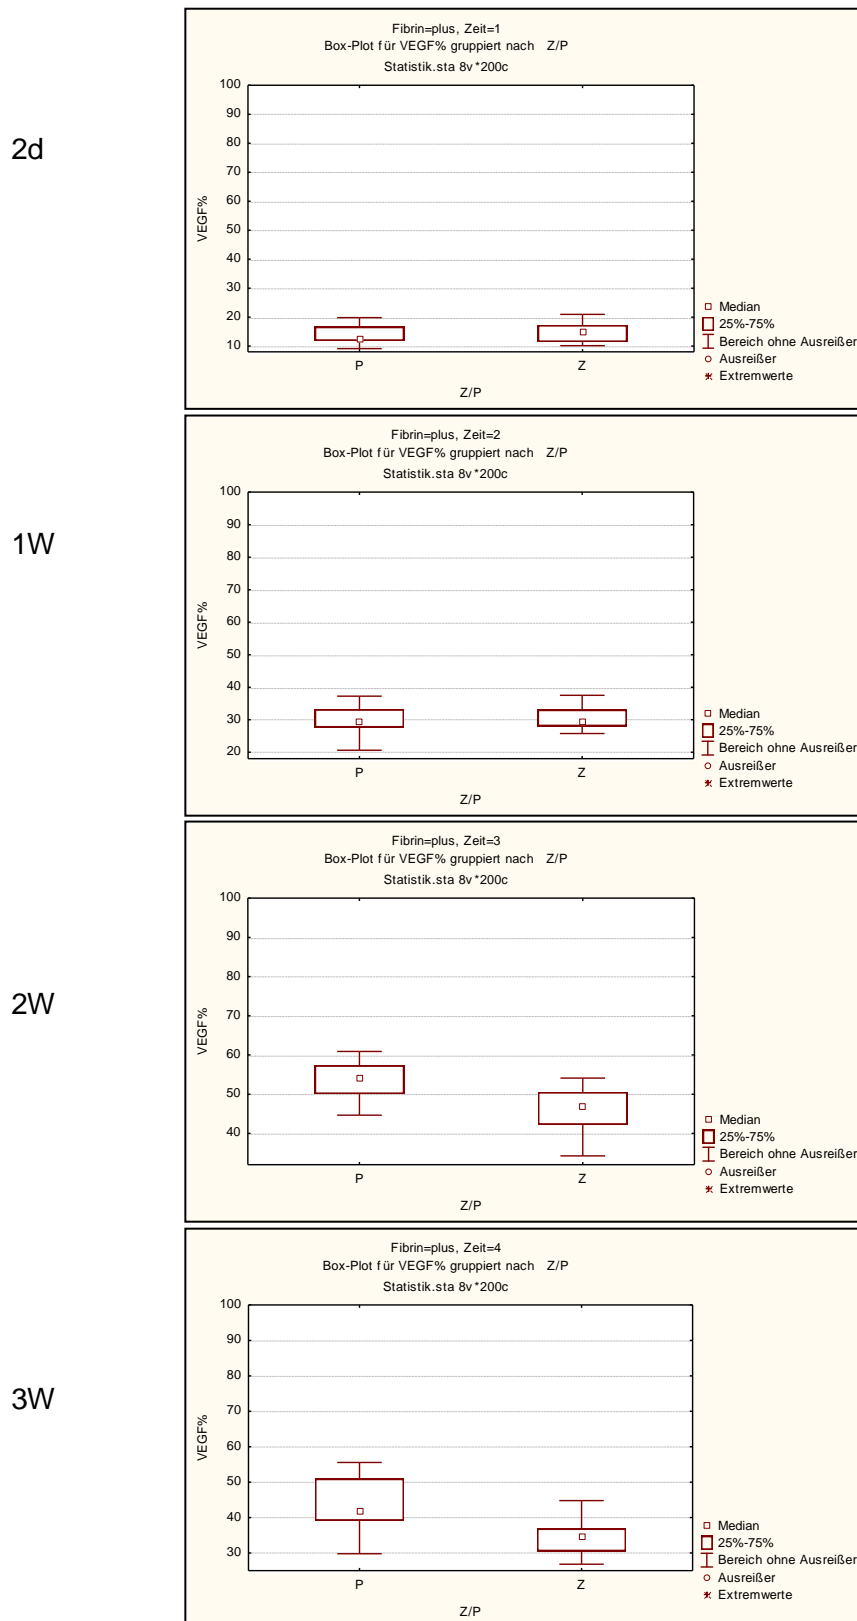 2d
Fibrin=plus, Zeit=1
Box-Plot für VEGF% gruppiert nach Z/P
Statistik.sta 8v*200c
100
90
80
70
60
50
40
30
20
10
VEGF%
P Z
Z/P
Median
25%-75%
Bereich ohne Ausreißer
Ausreißer
Extremwerte
1W
Fibrin=plus, Zeit=2
Box-Plot für VEGF% gruppiert nach Z/P
Statistik.sta 8v*200c
100
90
80
70
60
50
40
30
20
VEGF%
P Z
Z/P
Median
25%-75%
Bereich ohne Ausreißer
Ausreißer
Extremwerte
2W
Fibrin=plus, Zeit=3
Box-Plot für VEGF% gruppiert nach Z/P
Statistik.sta 8v*200c
100
90
80
70
60
50
40
VEGF%
P Z
Z/P
Median
25%-75%
Bereich ohne Ausreißer
Ausreißer
Extremwerte
3W
Fibrin=plus, Zeit=4
Box-Plot für VEGF% gruppiert nach Z/P
Statistik.sta 8v*200c
100
90
80
70
60
50
40
30
VEGF%
P Z
Z/P
Median
25%-75%
Bereich ohne Ausreißer
Ausreißer
Extremwerte